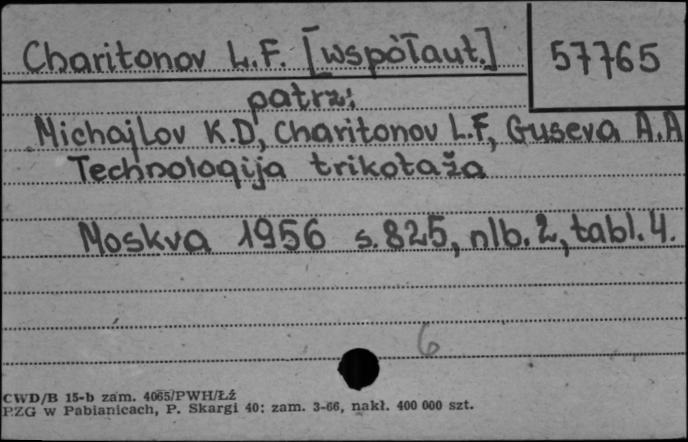 Charitonov L.F. [współaut.] 57765
patrz:
Michajlov K.D, Charitonov L.F, Guseva A.A
Technologija trikotaža
Moskva 1956 s. 825, nlb. 2, tabl. 4.
6
CWD/B 15-b zam. 4065/PWH/Łź
PZG w Pabianicach, P. Skargi 40; zam. 3-66, nakł. 400 000 szt.